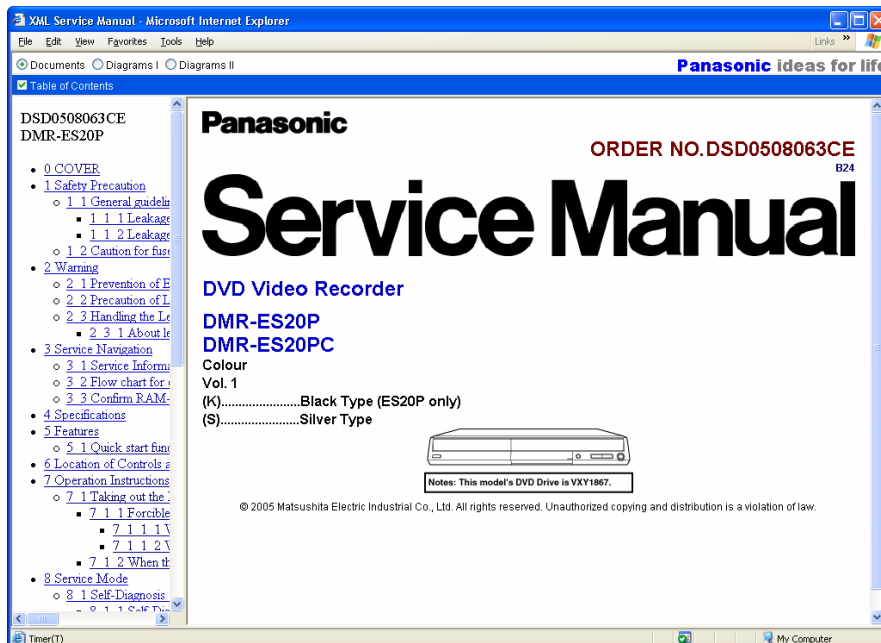 XML Service Manual - Microsoft Internet Explorer
File Edit View Favorites Tools Help
Links »
Documents Diagrams I Diagrams II
Panasonic ideas for life
Table of Contents
DSD0508063CE
DMR-ES20P
0 COVER
1 Safety Precaution
1 1 General guidelin
1 1 1 Leakage
1 1 2 Leakage
1 2 Caution for fuse
2 Warning
2 1 Prevention of E
2 2 Precaution of L
2 3 Handling the Le
2 3 1 About le
3 Service Navigation
3 1 Service Informa
3 2 Flow chart for
3 3 Confirm RAM-
4 Specifications
5 Features
5 1 Quick start func
6 Location of Controls a
7 Operation Instructions
7 1 Taking out the
7 1 1 Forcible
7 1 1 1
7 1 1 2
7 1 2 When th
8 Service Mode
8 1 Self-Diagnosis
8 1 1 Self Dia
Panasonic
ORDER NO.DSD0508063CE
B24
Service Manual
DVD Video Recorder
DMR-ES20P
DMR-ES20PC
Colour
Vol. 1
(K).......................Black Type (ES20P only)
(S).......................Silver Type
Notes: This model's DVD Drive is VXY1867.
© 2005 Matsushita Electric Industrial Co., Ltd. All rights reserved. Unauthorized copying and distribution is a violation of law.
Timer(T)
My Computer